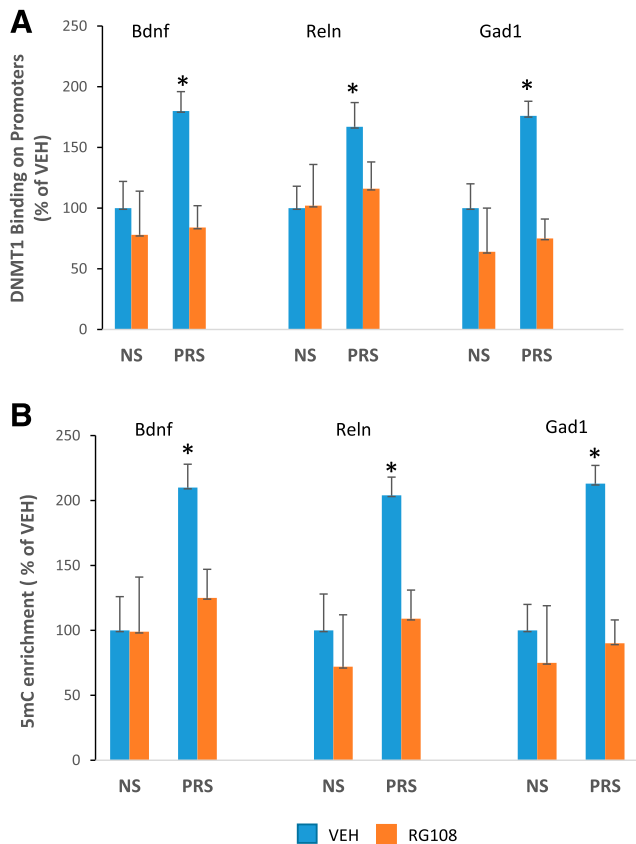 A
Bdnf Reln Gad1
* * *
DNMT1 Binding on Promoters
(% of VEH)
250
200
150
100
50
0
NS PRS NS PRS NS PRS
B
Bdnf Reln Gad1
* * *
5mC enrichment ( % of VEH)
250
200
150
100
50
0
NS PRS NS PRS NS PRS
VEH RG108